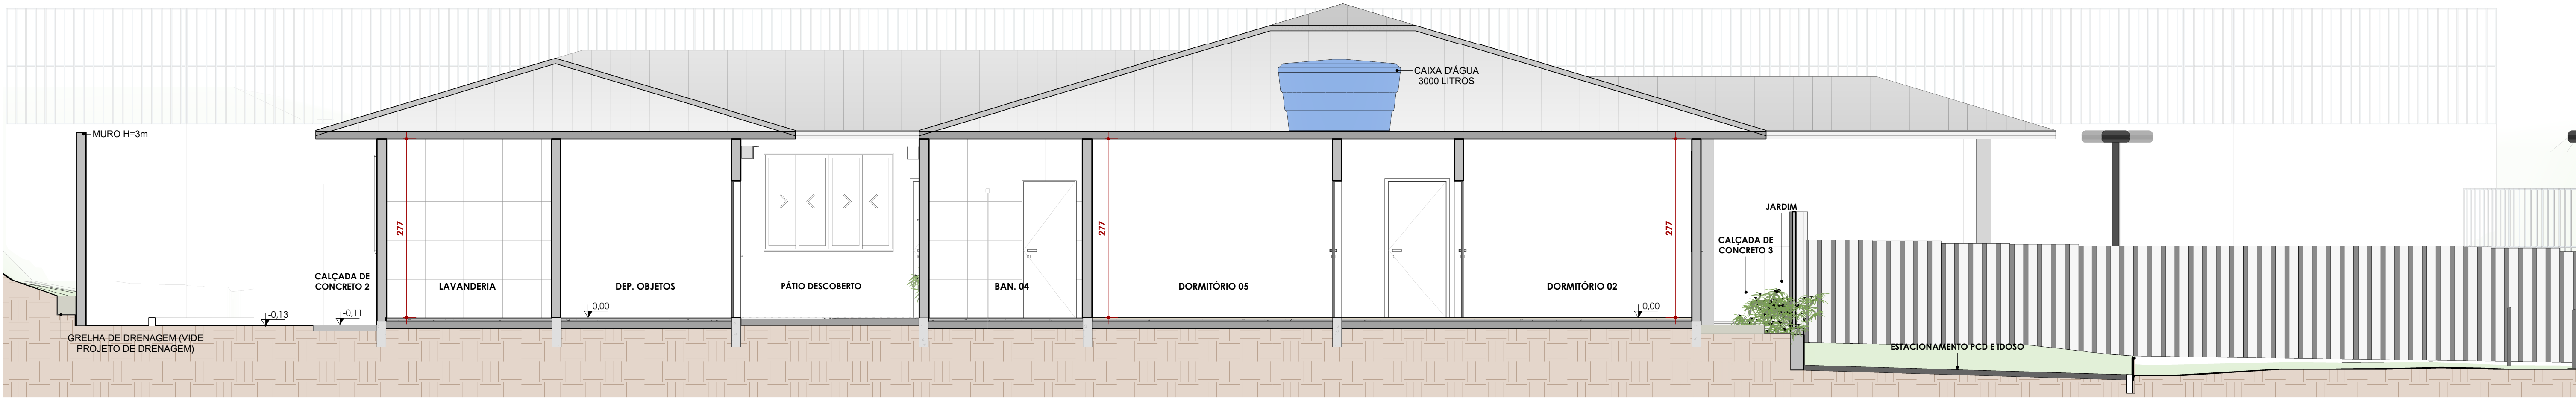 CAIXA D'ÁGUA
3000 LITROS
MURO H=3m
277
277
277
JARDIM
CALÇADA DE
CONCRETO 3
CALÇADA DE
CONCRETO 2
LAVANDERIA
DEP. OBJETOS
PÁTIO DESCOBERTO
BAN. 04
DORMITÓRIO 05
DORMITÓRIO 02
-0,13
-0,11
0,00
0,00
GRELHA DE DRENAGEM (VIDE
PROJETO DE DRENAGEM)
ESTACIONAMENTO PCD E IDOSO